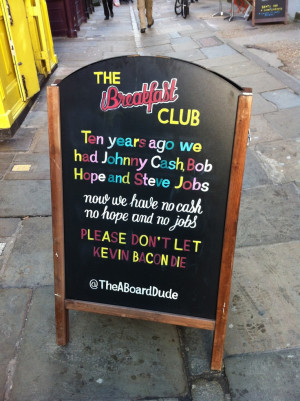 THE
Breakfast
CLUB
Ten years ago we
had Johnny Cash, Bob
Hope and Steve Jobs
now we have no cash
no hope and no jobs
PLEASE DON'T LET
KEVIN BACON DIE
@TheABoardDude